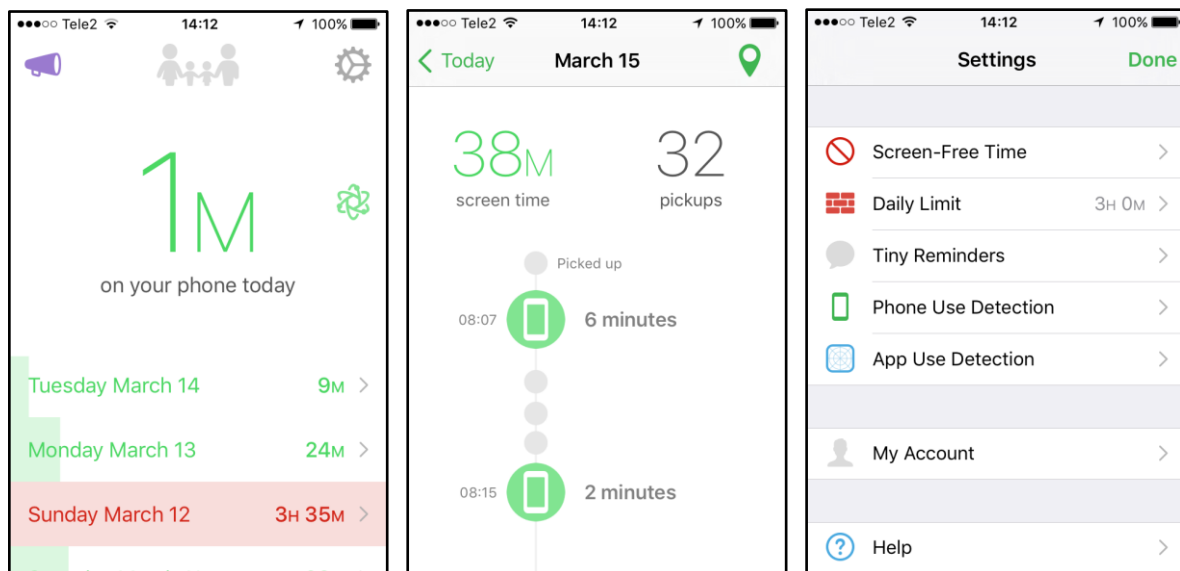 Tele2 14:12 100%
1M
on your phone today
Tuesday March 14 9M
Monday March 13 24M
Sunday March 12 3H 35M
Tele2 14:12 100%
Today March 15
38M 32
screen time pickups
Picked up
08:07 6 minutes
08:15 2 minutes
Tele2 14:12 100%
Settings Done
Screen-Free Time
Daily Limit 3H 0M
Tiny Reminders
Phone Use Detection
App Use Detection
My Account
? Help